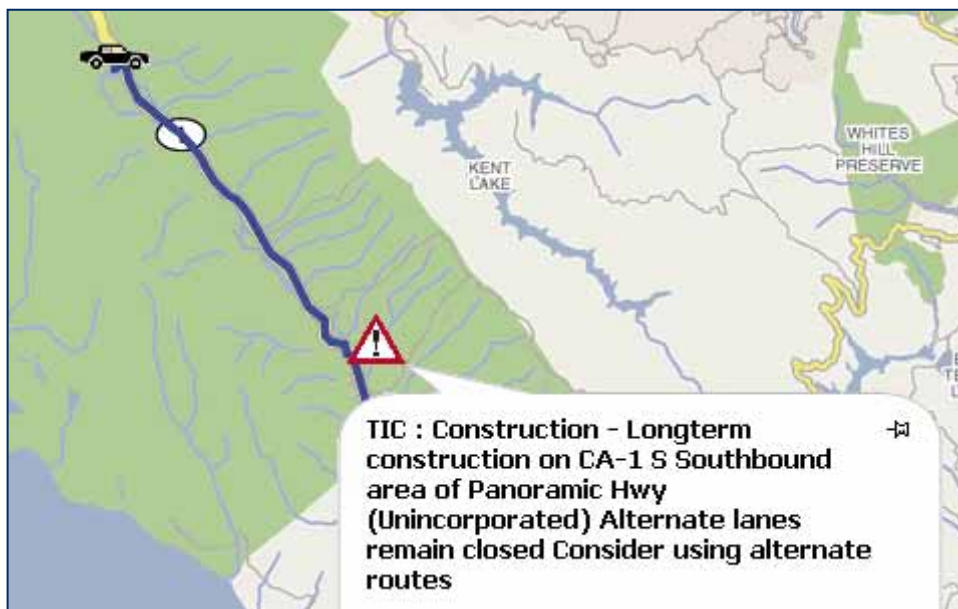 KENT
LAKE
WHITES
HILL
PRESERVE
TIC : Construction - Longterm
construction on CA-1 S Southbound
area of Panoramic Hwy
(Unincorporated) Alternate lanes
remain closed Consider using alternate
routes